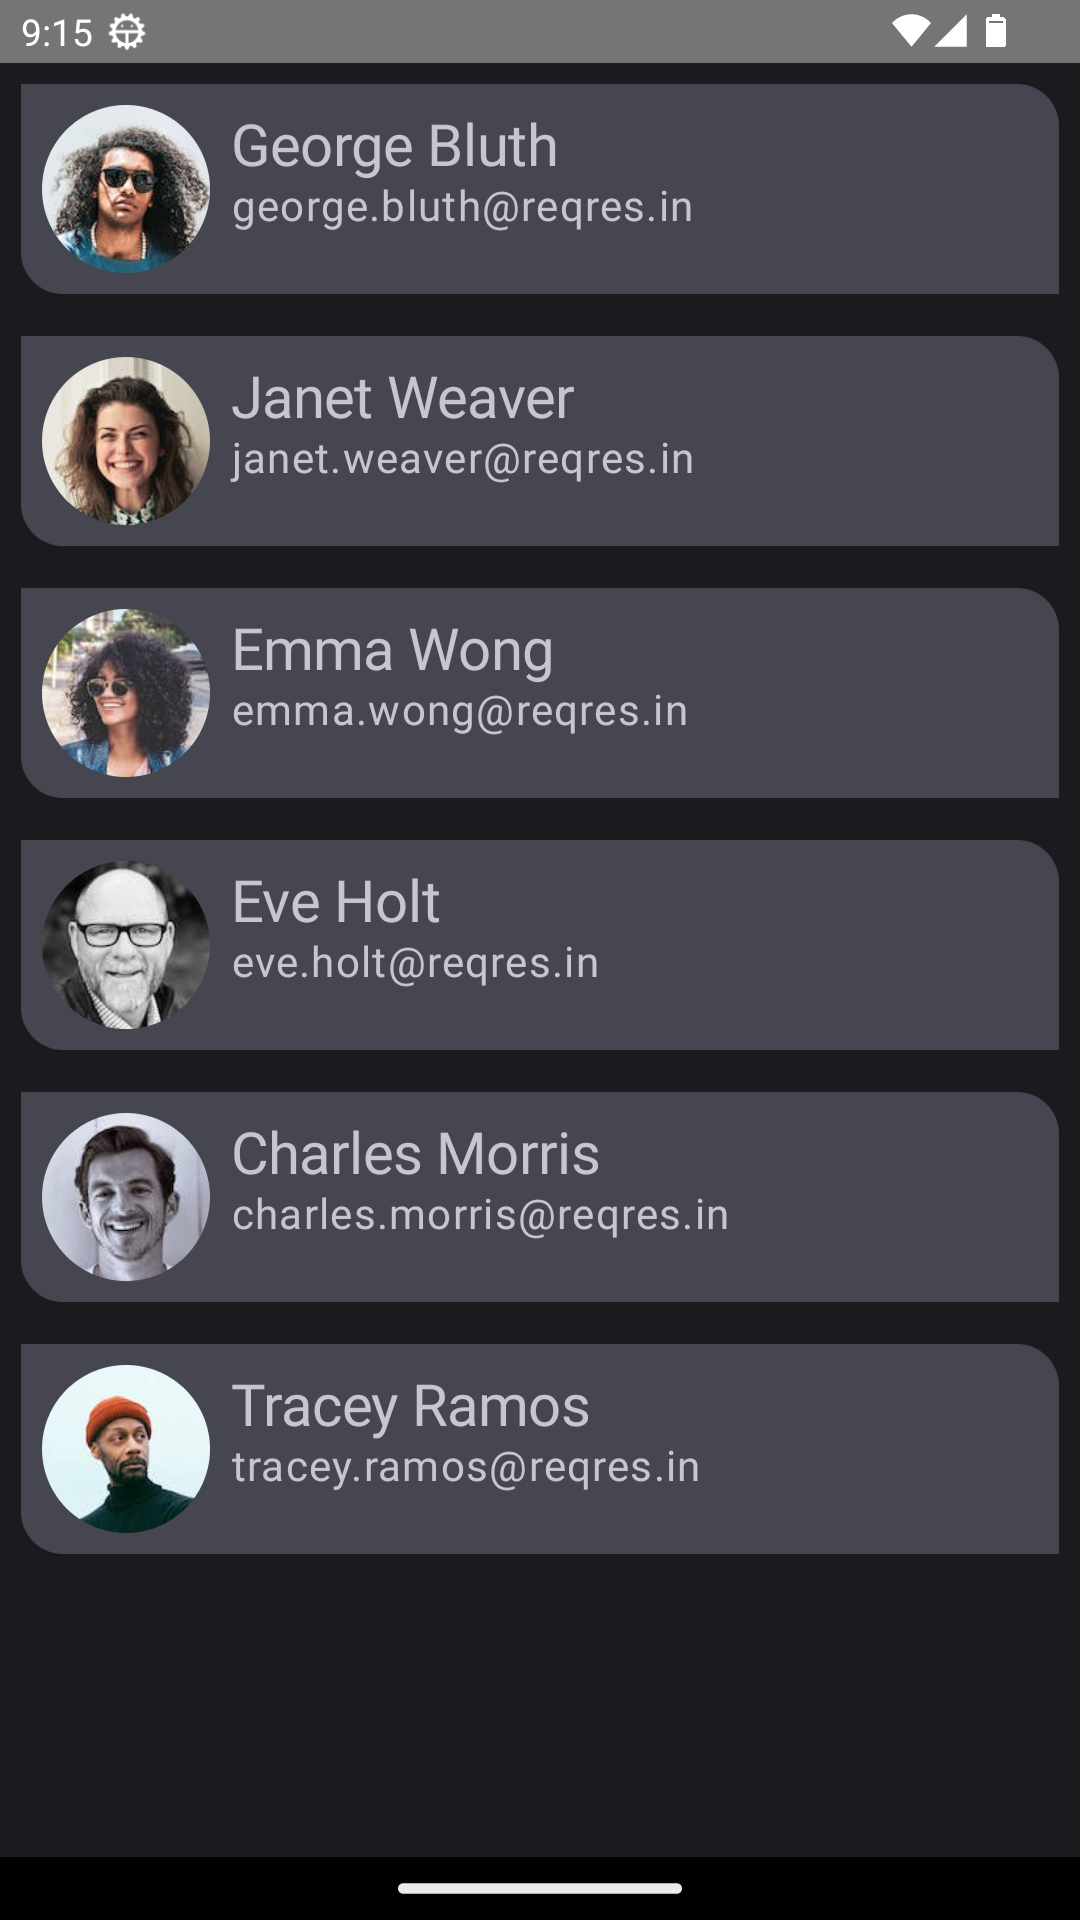 9:15
George Bluth
george.bluth@reqres.in
Janet Weaver
janet.weaver@reqres.in
Emma Wong
emma.wong@reqres.in
Eve Holt
eve.holt@reqres.in
Charles Morris
charles.morris@reqres.in
Tracey Ramos
tracey.ramos@reqres.in